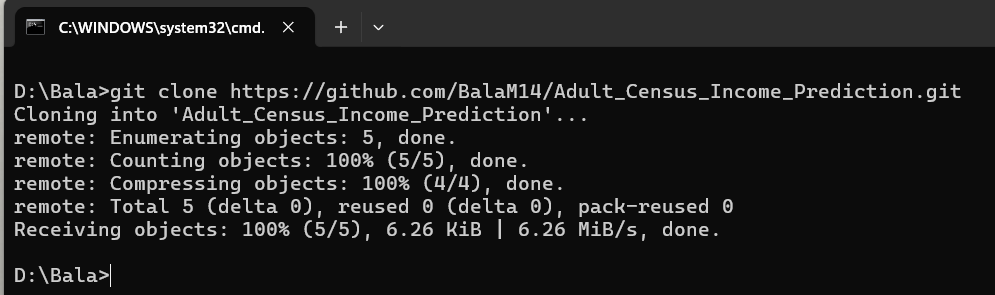 C:\WINDOWS\system32\cmd.
D:\Bala>git clone https://github.com/BalaM14/Adult_Census_Income_Prediction.git
Cloning into 'Adult_Census_Income_Prediction'...
remote: Enumerating objects: 5, done.
remote: Counting objects: 100% (5/5), done.
remote: Compressing objects: 100% (4/4), done.
remote: Total 5 (delta 0), reused 0 (delta 0), pack-reused 0
Receiving objects: 100% (5/5), 6.26 KiB | 6.26 MiB/s, done.
D:\Bala>